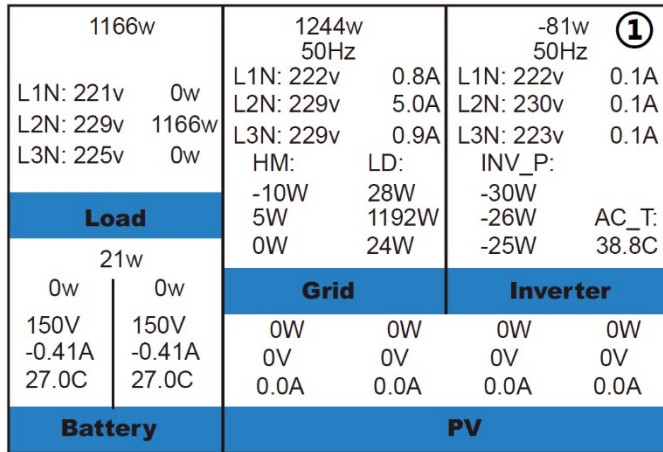 1166w
L1N: 221v 0w
L2N: 229v 1166w
L3N: 225v 0w
Load
1244w
50Hz
L1N: 222v 0.8A
L2N: 229v 5.0A
L3N: 229v 0.9A
HM: LD:
-10W 28W
5W 1192W
0W 24W
Grid
-81w ①
50Hz
L1N: 222v 0.1A
L2N: 230v 0.1A
L3N: 223v 0.1A
INV_P:
-30W
-26W AC_T:
-25W 38.8C
Inverter
21w
0w 0w
150V 150V
-0.41A -0.41A
27.0C 27.0C
Battery
0W 0W 0W 0W
0V 0V 0V 0V
0.0A 0.0A 0.0A 0.0A
PV